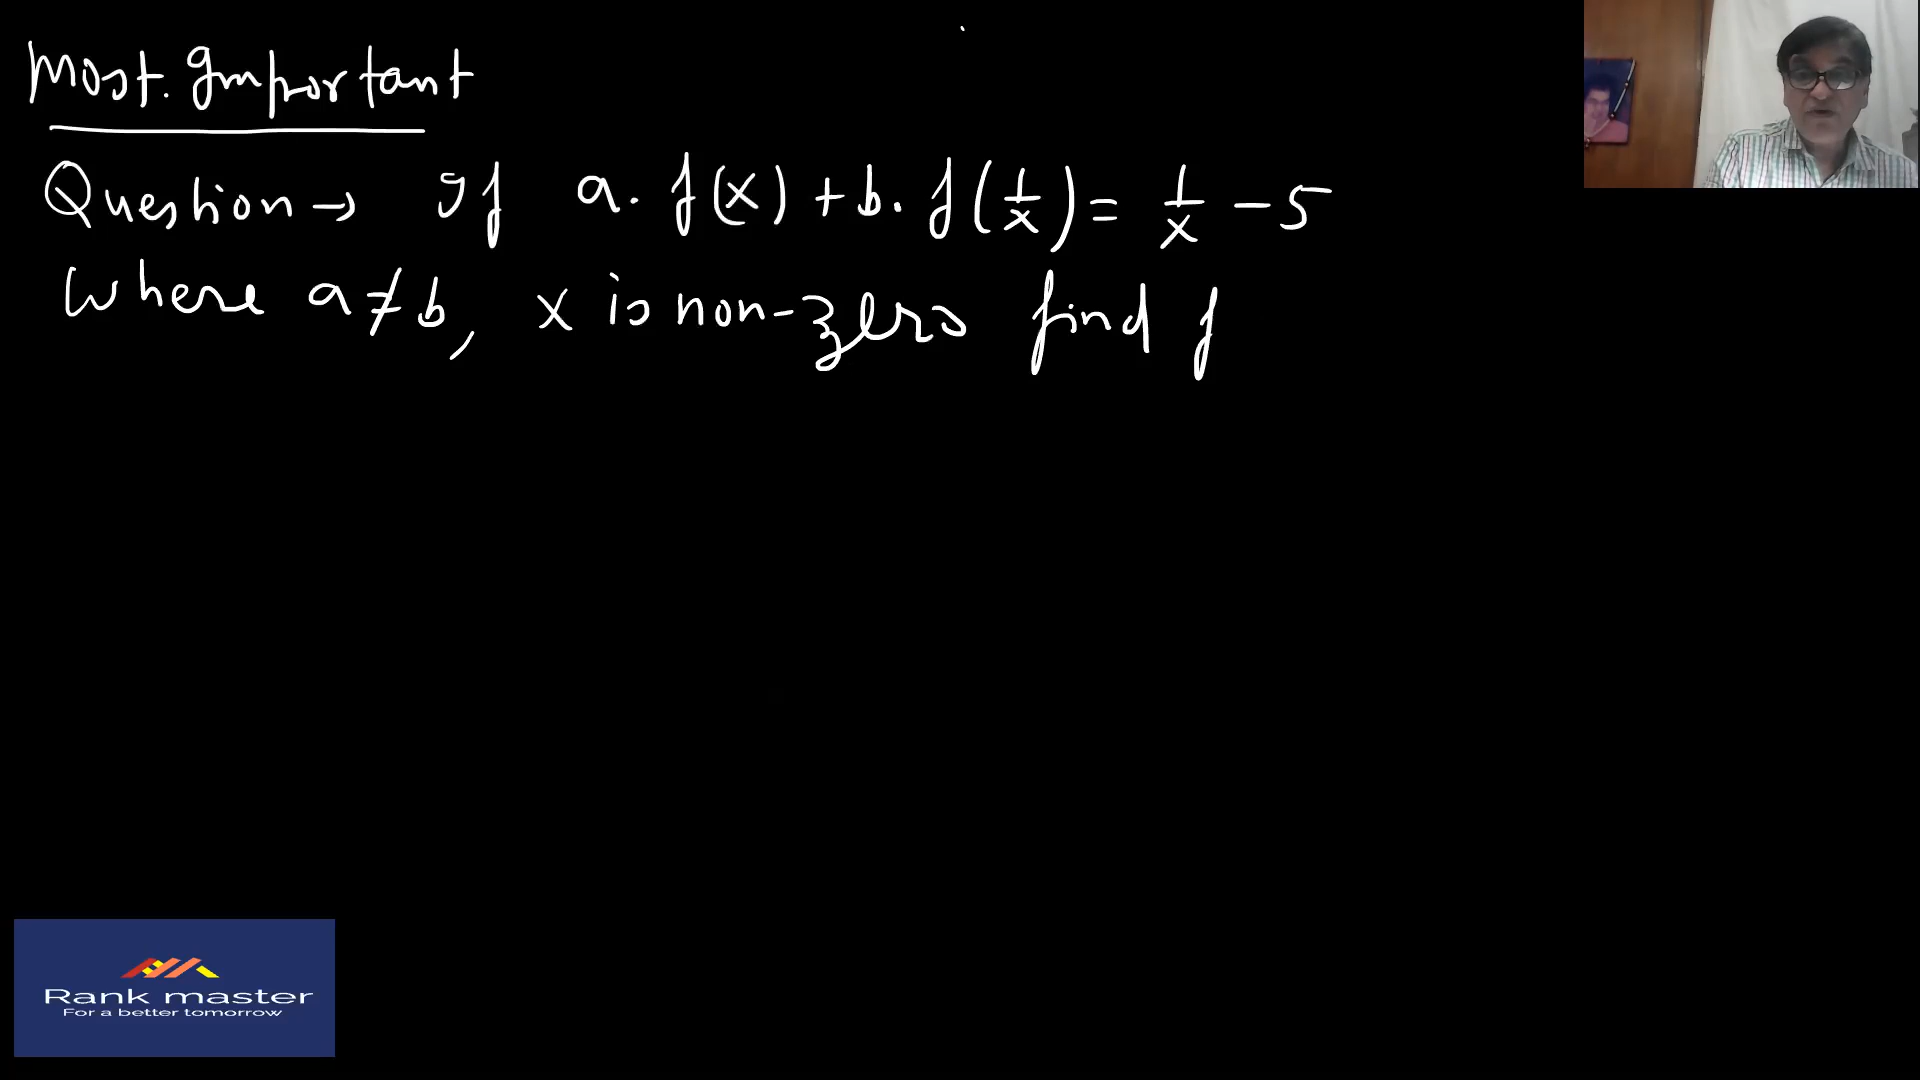 Most. Important
Question → If a. f(x) + b. f(1/x) = 1/x - 5
Where a ≠ b, x is non-zero find f
Rank master
For a better tomorrow